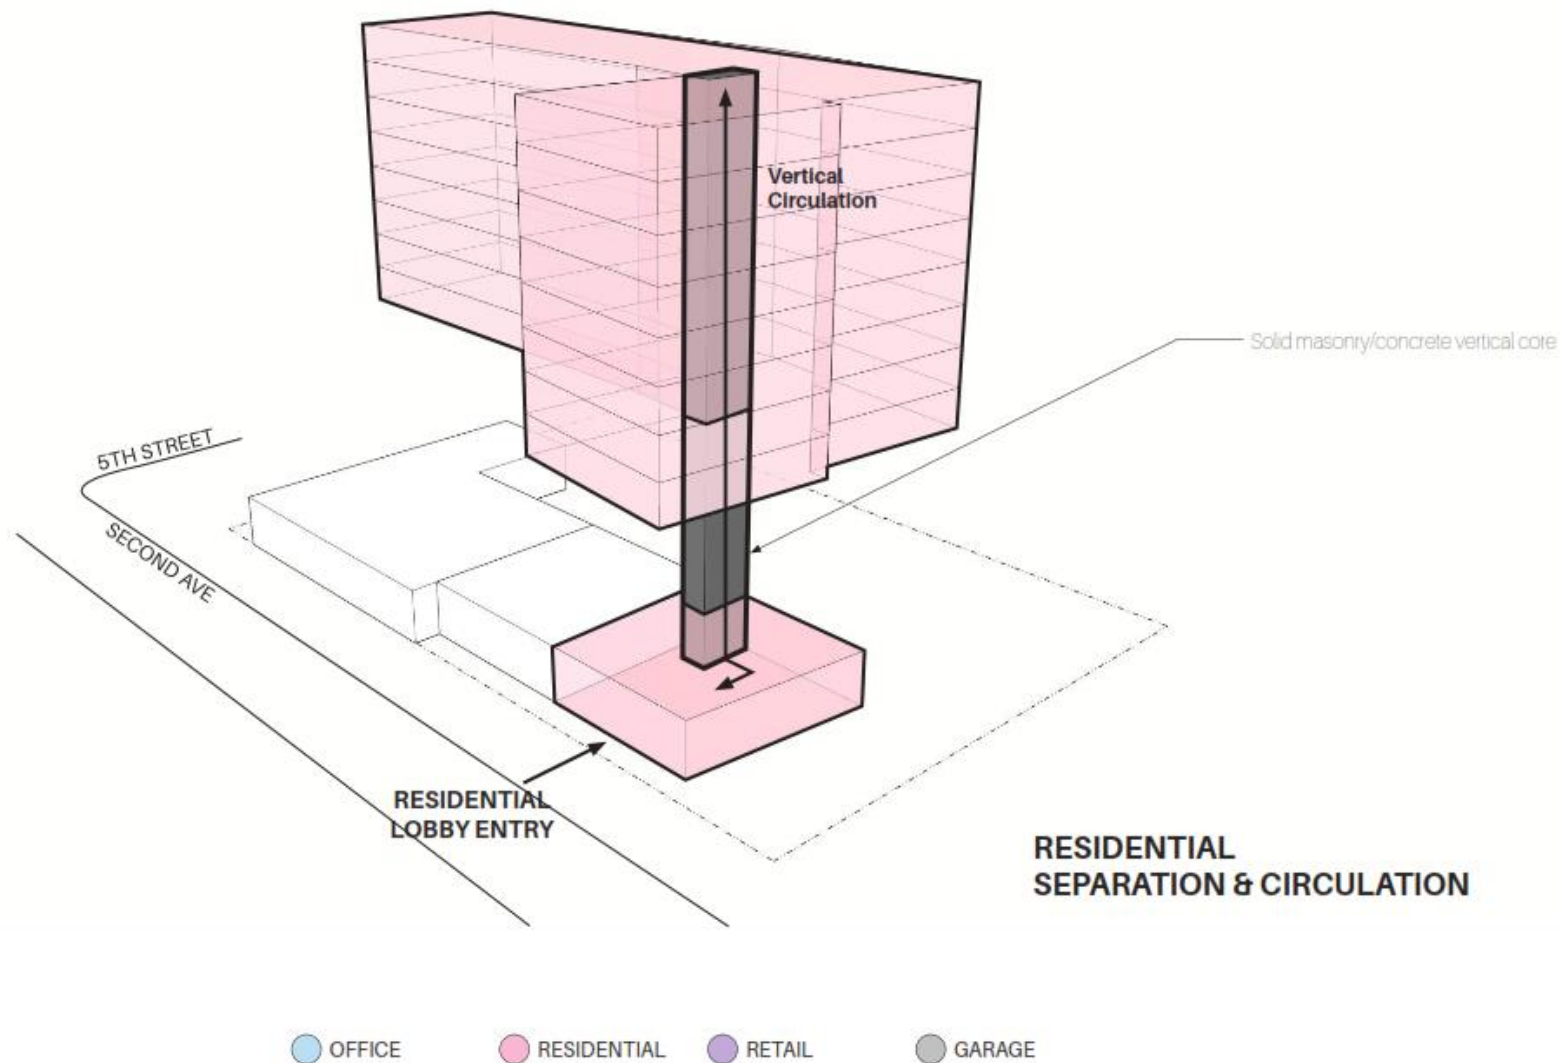 Vertical
Circulation
Solid masonry/concrete vertical core
5TH STREET
SECOND AVE
RESIDENTIAL
LOBBY ENTRY
RESIDENTIAL
SEPARATION & CIRCULATION
OFFICE
RESIDENTIAL
RETAIL
GARAGE